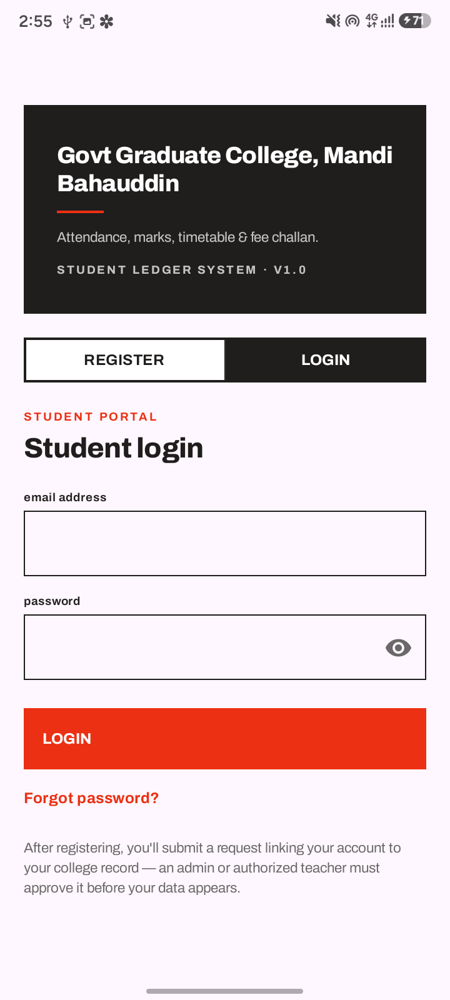 2:55
4G
71
Govt Graduate College, Mandi
Bahauddin
Attendance, marks, timetable & fee challan.
STUDENT LEDGER SYSTEM · V1.0
REGISTER
LOGIN
STUDENT PORTAL
Student login
email address
password
LOGIN
Forgot password?
After registering, you'll submit a request linking your account to
your college record — an admin or authorized teacher must
approve it before your data appears.